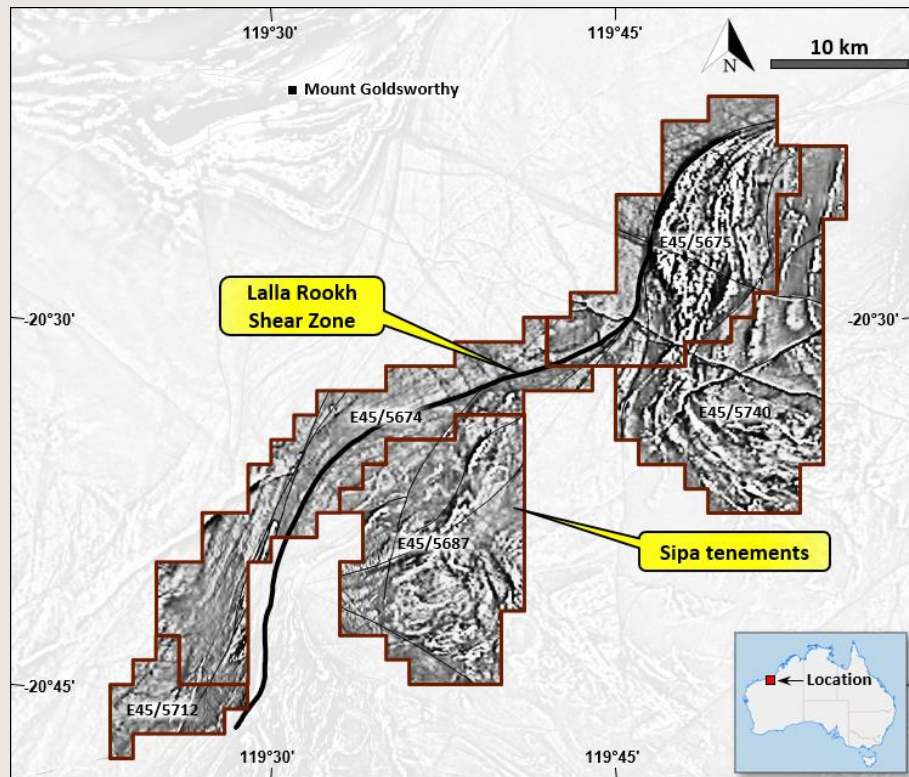 119°30'
119°45'
10 km
N
Mount Goldsworthy
E45/5675
Lalla Rookh
Shear Zone
-20°30'
-20°30'
E45/5674
E45/5740
E45/5687
Sipa tenements
-20°45'
E45/5712
Location
119°30'
119°45'